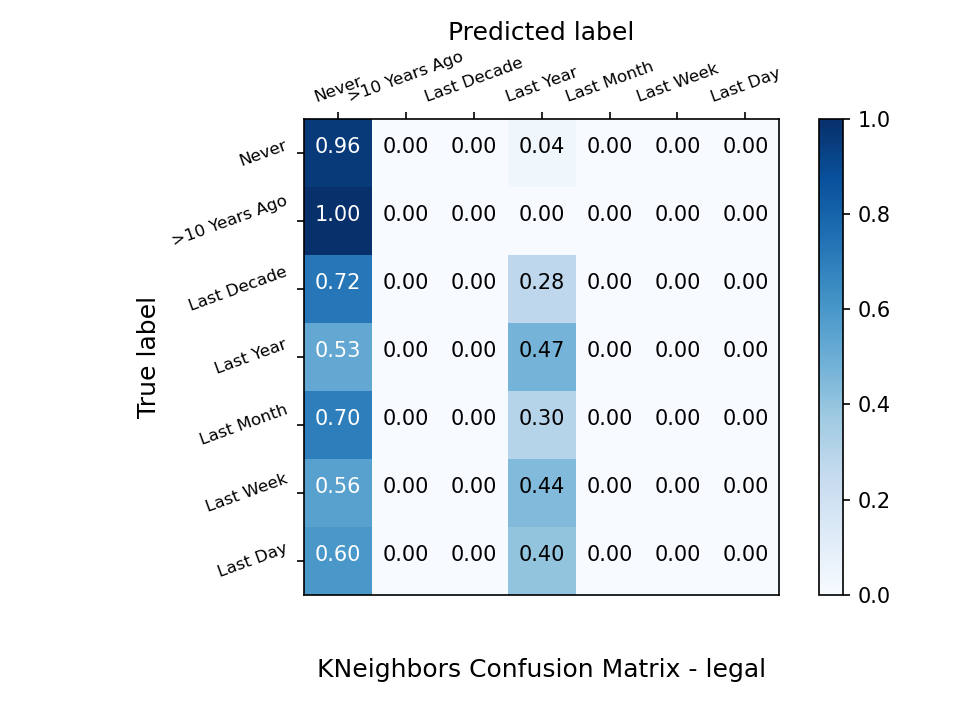 Predicted label
Never >10 Years Ago Last Decade Last Year Last Month Last Week Last Day
1.0
Never 0.96 0.00 0.00 0.04 0.00 0.00 0.00
>10 Years Ago 1.00 0.00 0.00 0.00 0.00 0.00 0.00
0.8
Last Decade 0.72 0.00 0.00 0.28 0.00 0.00 0.00
0.6
True label
Last Year 0.53 0.00 0.00 0.47 0.00 0.00 0.00
0.4
Last Month 0.70 0.00 0.00 0.30 0.00 0.00 0.00
Last Week 0.56 0.00 0.00 0.44 0.00 0.00 0.00
0.2
Last Day 0.60 0.00 0.00 0.40 0.00 0.00 0.00
0.0
KNeighbors Confusion Matrix - legal